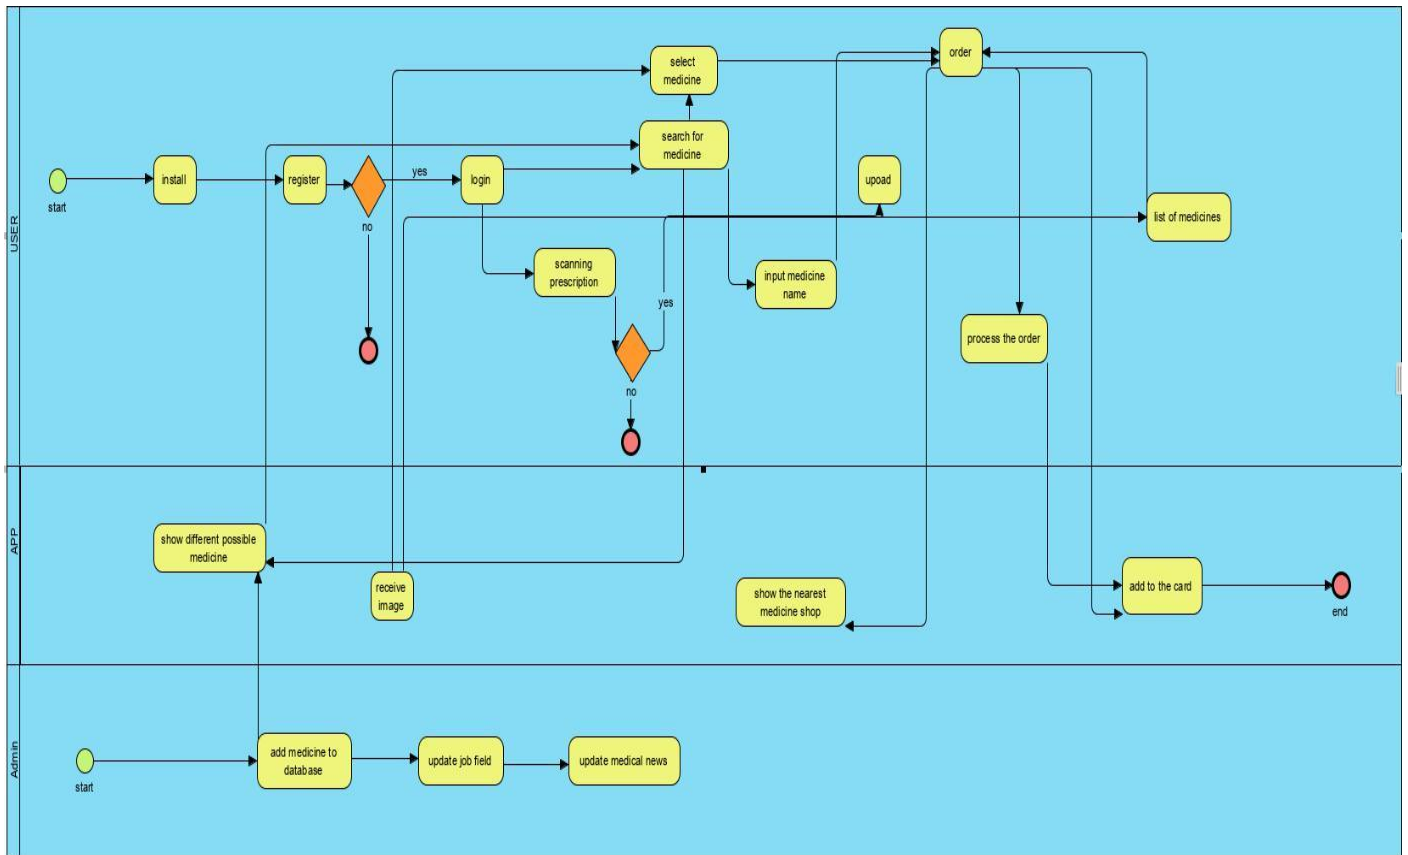 USER
start
install
register
yes
no
login
scanning
prescription
yes
no
search for
medicine
select
medicine
order
upoad
input medicine
name
list of medicines
process the order
APP
show different possible
medicine
receive
image
show the nearest
medicine shop
add to the card
end
Admin
start
add medicine to
database
update job field
update medical news